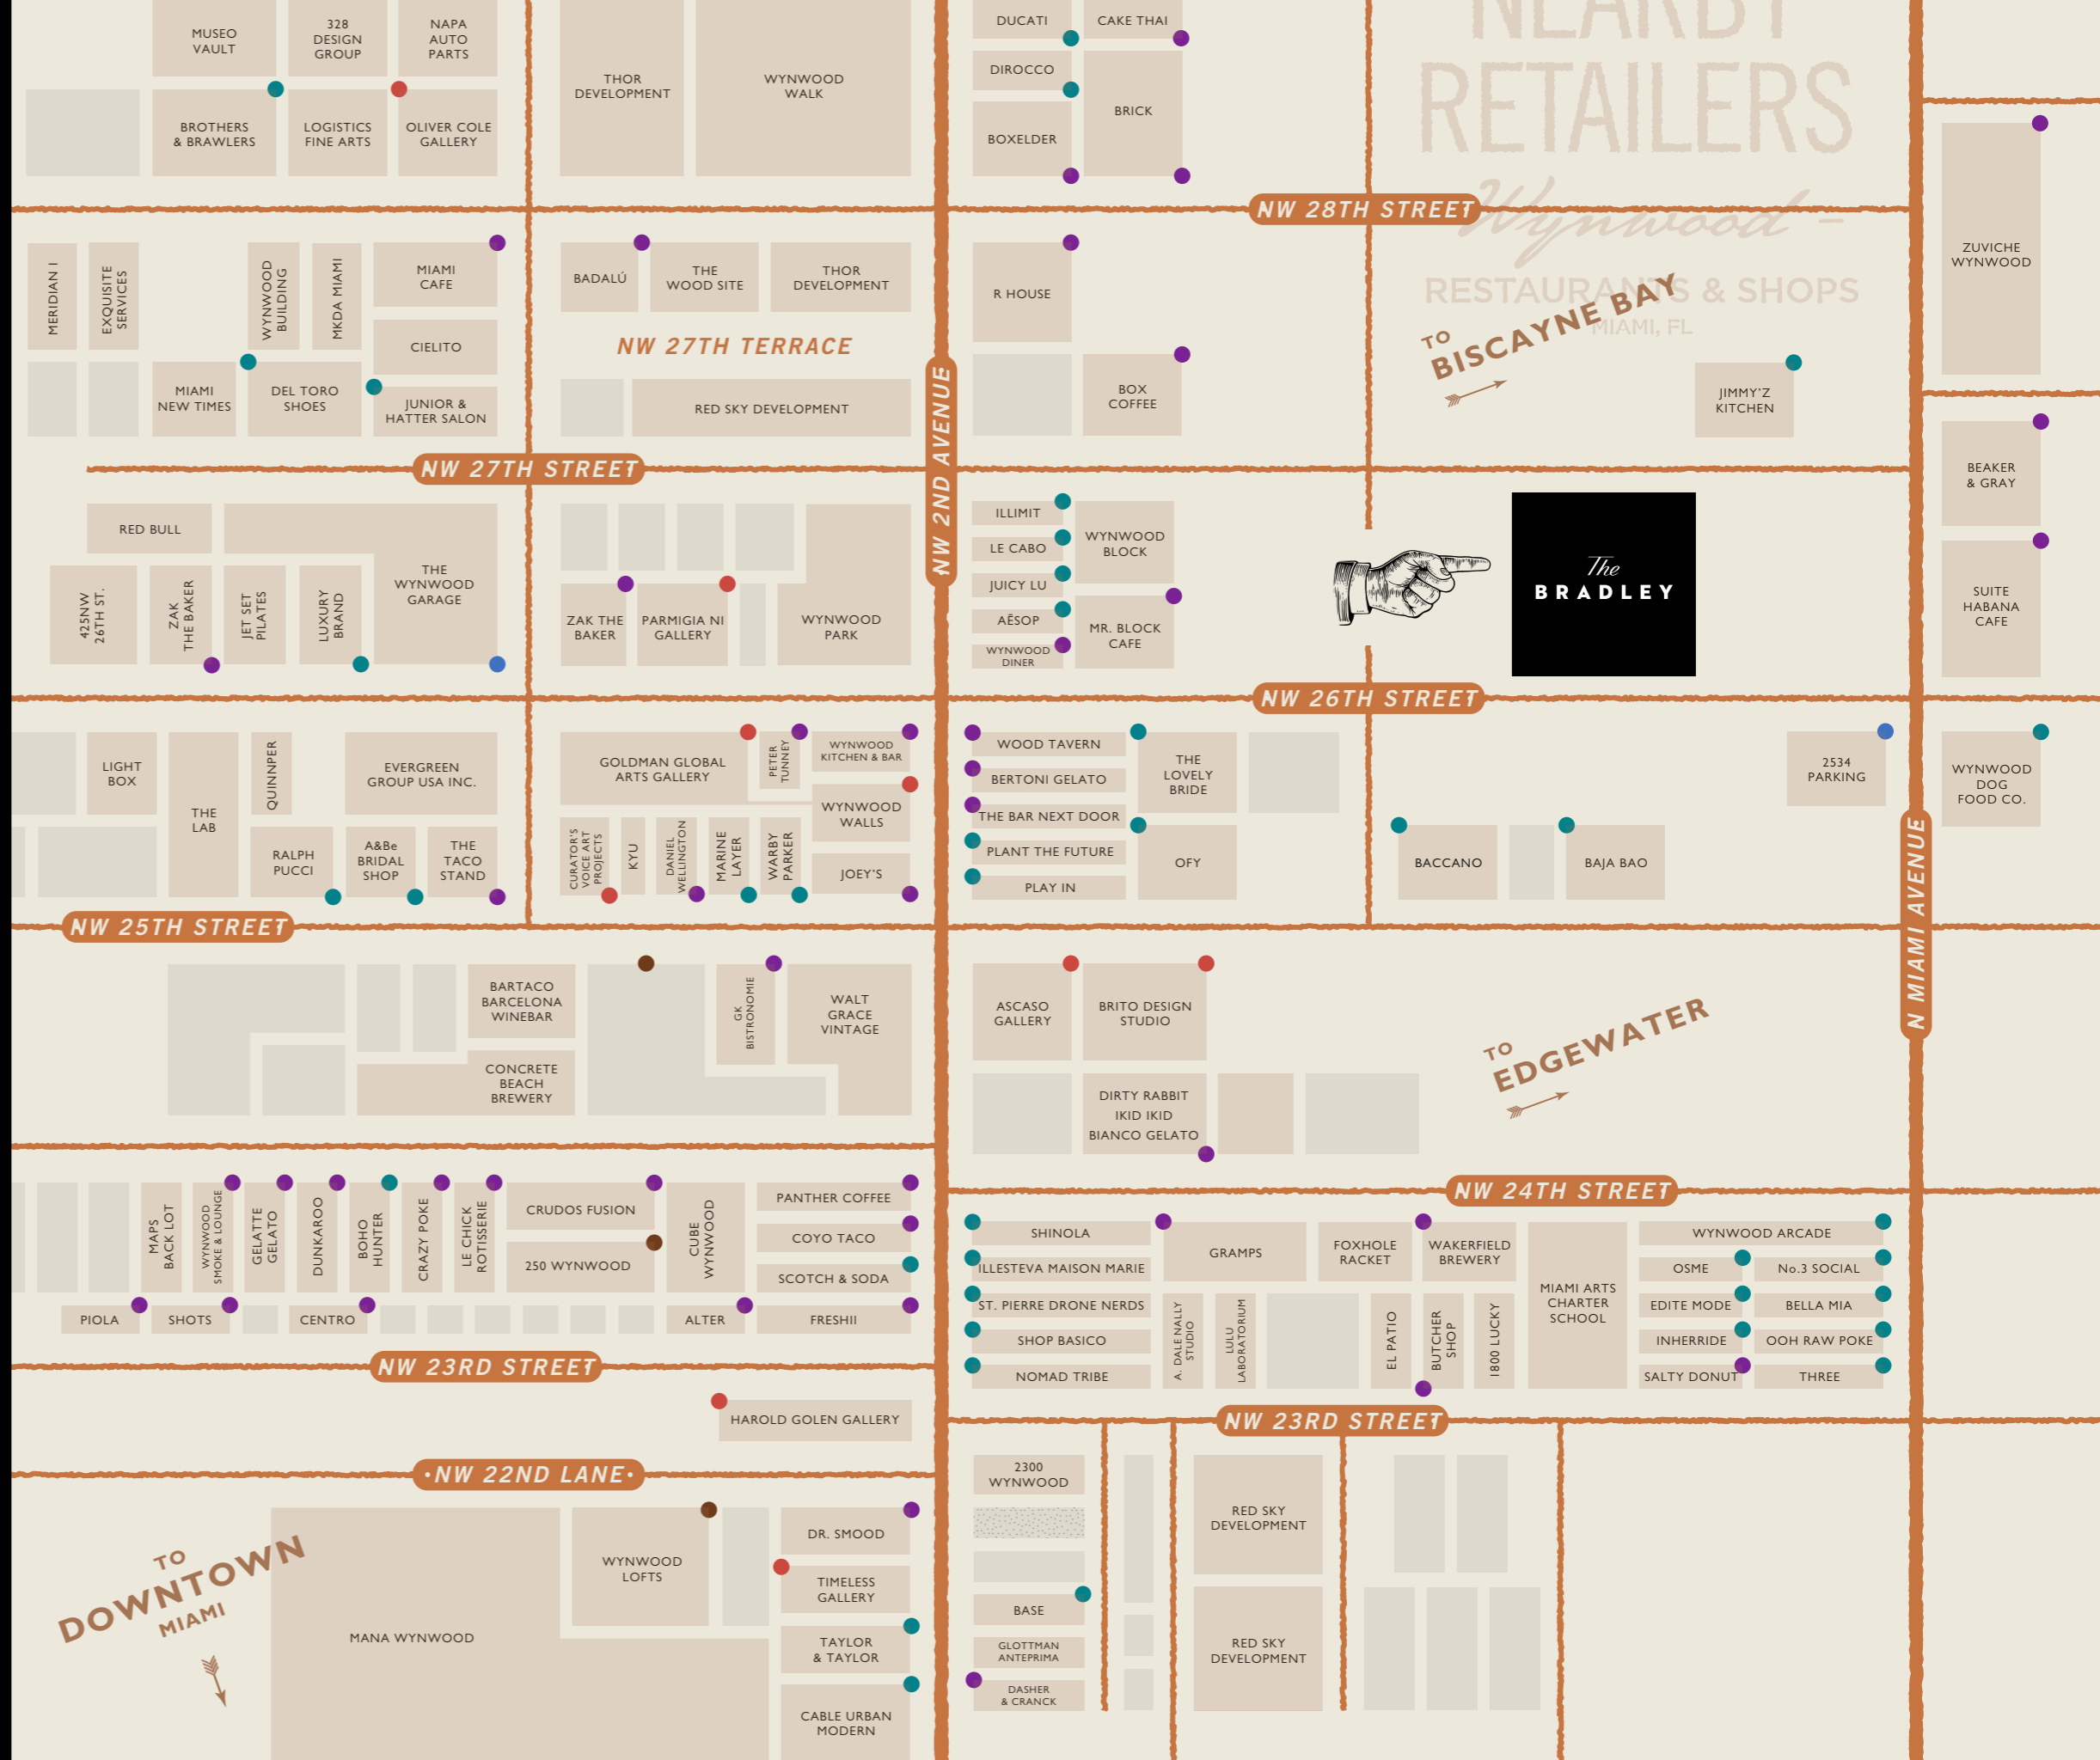 NEARBY
RETAILERS
Wynwood
RESTAURANTS & SHOPS
MIAMI, FL
MUSEO
VAULT
328
DESIGN
GROUP
NAPA
AUTO
PARTS
BROTHERS
& BRAWLERS
LOGISTICS
FINE ARTS
OLIVER COLE
GALLERY
THOR
DEVELOPMENT
WYNWOOD
WALK
DUCATI
CAKE THAI
DIROCCO
BRICK
BOXELDER
NW 28TH STREET
ZUVICHE
WYNWOOD
MERIDIAN I
EXQUISITE
SERVICES
WYNWOOD
BUILDING
MKDA MIAMI
MIAMI
CAFE
CIELITO
MIAMI
NEW TIMES
DEL TORO
SHOES
JUNIOR &
HATTER SALON
BADALÚ
THE
WOOD SITE
THOR
DEVELOPMENT
NW 27TH TERRACE
RED SKY DEVELOPMENT
NW 2ND AVENUE
R HOUSE
BOX
COFFEE
TO
BISCAYNE BAY
JIMMY'Z
KITCHEN
BEAKER
& GRAY
NW 27TH STREET
RED BULL
THE
WYNWOOD
GARAGE
425NW
26TH ST.
ZAK
THE BAKER
JET SET
PILATES
LUXURY
BRAND
ZAK THE
BAKER
PARMIGIA NI
GALLERY
WYNWOOD
PARK
ILLIMIT
LE CABO
JUICY LU
AĒSOP
WYNWOOD
DINER
WYNWOOD
BLOCK
MR. BLOCK
CAFE
The
BRADLEY
SUITE
HABANA
CAFE
NW 26TH STREET
LIGHT
BOX
THE
LAB
QUINNPER
EVERGREEN
GROUP USA INC.
RALPH
PUCCI
A&Be
BRIDAL
SHOP
THE
TACO
STAND
GOLDMAN GLOBAL
ARTS GALLERY
PETER
TUNNEY
WYNWOOD
KITCHEN & BAR
WYNWOOD
WALLS
CURATOR'S
VOICE ART
PROJECTS
KYU
DANIEL
WELLINGTON
MARINE
LAYER
WARBY
PARKER
JOEY'S
WOOD TAVERN
BERTONI GELATO
THE BAR NEXT DOOR
PLANT THE FUTURE
PLAY IN
THE
LOVELY
BRIDE
OFY
BACCANO
BAJA BAO
2534
PARKING
WYNWOOD
DOG
FOOD CO.
N MIAMI AVENUE
NW 25TH STREET
BARTACO
BARCELONA
WINEBAR
CONCRETE
BEACH
BREWERY
GK
BISTRONOMIE
WALT
GRACE
VINTAGE
ASCASO
GALLERY
BRITO DESIGN
STUDIO
DIRTY RABBIT
IKID IKID
BIANCO GELATO
TO
EDGEWATER
NW 24TH STREET
MAPS
BACK LOT
WYNWOOD
SMOKE & LOUNGE
GELATTE
GELATO
DUNKAROO
BOHO
HUNTER
CRAZY POKE
LE CHICK
ROTISSERIE
CRUDOS FUSION
250 WYNWOOD
CUBE
WYNWOOD
PANTHER COFFEE
COYO TACO
SCOTCH & SODA
PIOLA
SHOTS
CENTRO
ALTER
FRESHII
SHINOLA
ILLESTEVA MAISON MARIE
ST. PIERRE DRONE NERDS
SHOP BASICO
NOMAD TRIBE
GRAMPS
FOXHOLE
RACKET
WAKERFIELD
BREWERY
A. DALE NALLY
STUDIO
LULU
LABORATORIUM
EL PATIO
BUTCHER
SHOP
1800 LUCKY
MIAMI ARTS
CHARTER
SCHOOL
WYNWOOD ARCADE
OSME
No.3 SOCIAL
EDITE MODE
BELLA MIA
INHERRIDE
OOH RAW POKE
SALTY DONUT
THREE
NW 23RD STREET
HAROLD GOLEN GALLERY
NW 23RD STREET
•NW 22ND LANE•
TO
DOWNTOWN
MIAMI
MANA WYNWOOD
WYNWOOD
LOFTS
DR. SMOOD
TIMELESS
GALLERY
TAYLOR
& TAYLOR
CABLE URBAN
MODERN
2300
WYNWOOD
BASE
GLOTTMAN
ANTEPRIMA
DASHER
& CRANCK
RED SKY
DEVELOPMENT
RED SKY
DEVELOPMENT